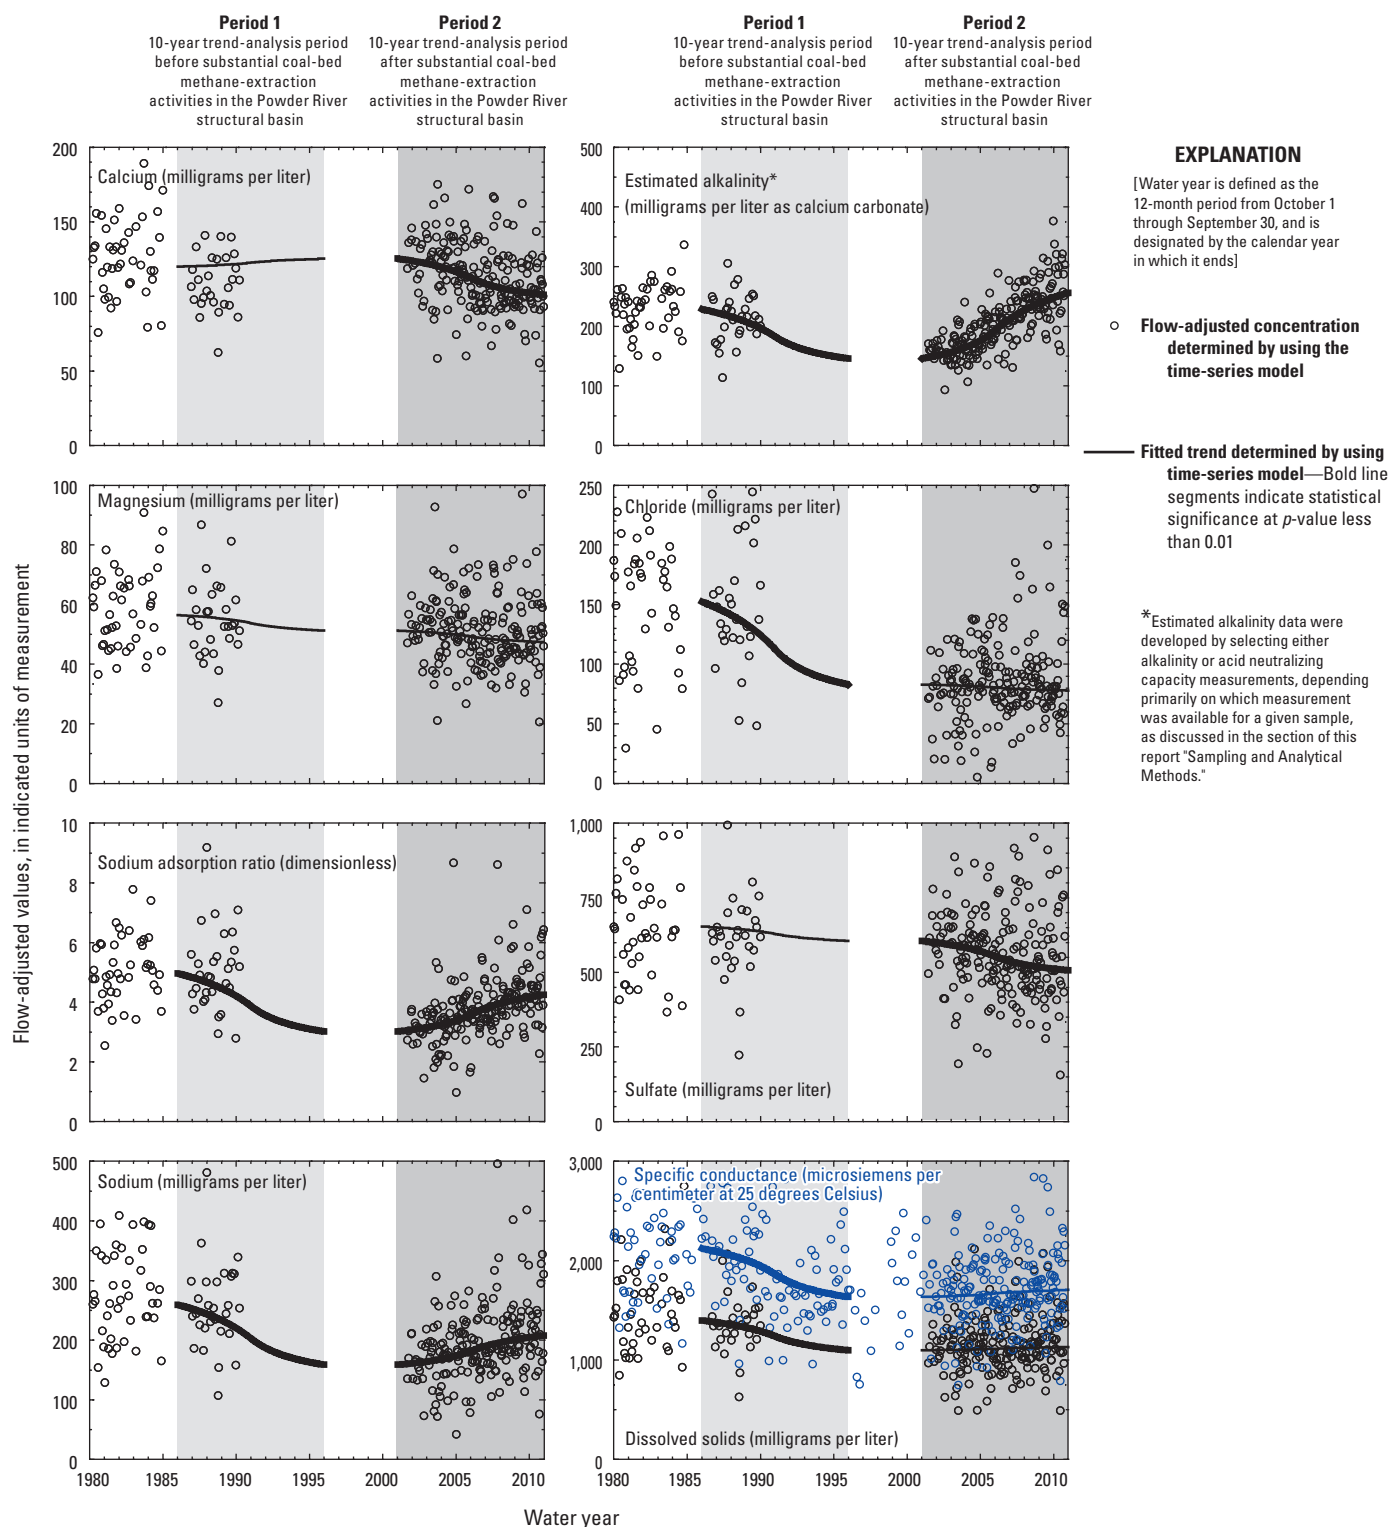 Period 1
10-year trend-analysis period
before substantial coal-bed
methane-extraction
activities in the Powder River
structural basin
Period 2
10-year trend-analysis period
after substantial coal-bed
methane-extraction
activities in the Powder River
structural basin
Period 1
10-year trend-analysis period
before substantial coal-bed
methane-extraction
activities in the Powder River
structural basin
Period 2
10-year trend-analysis period
after substantial coal-bed
methane-extraction
activities in the Powder River
structural basin
Flow-adjusted values, in indicated units of measurement
200
150
100
50
0
Calcium (milligrams per liter)
500
400
300
200
100
0
Estimated alkalinity*
(milligrams per liter as calcium carbonate)
100
80
60
40
20
0
Magnesium (milligrams per liter)
250
200
150
100
50
0
Chloride (milligrams per liter)
10
8
6
4
2
0
Sodium adsorption ratio (dimensionless)
1,000
750
500
250
0
Sulfate (milligrams per liter)
500
400
300
200
100
0
Sodium (milligrams per liter)
1980 1985 1990 1995 2000 2005 2010
3,000
2,000
1,000
0
Specific conductance (microsiemens per
centimeter at 25 degrees Celsius)
Dissolved solids (milligrams per liter)
1980 1985 1990 1995 2000 2005 2010
Water year
EXPLANATION
[Water year is defined as the
12-month period from October 1
through September 30, and is
designated by the calendar year
in which it ends]
Flow-adjusted concentration
determined by using the
time-series model
Fitted trend determined by using
time-series model—Bold line
segments indicate statistical
significance at p-value less
than 0.01
*Estimated alkalinity data were
developed by selecting either
alkalinity or acid neutralizing
capacity measurements, depending
primarily on which measurement
was available for a given sample,
as discussed in the section of this
report "Sampling and Analytical
Methods."